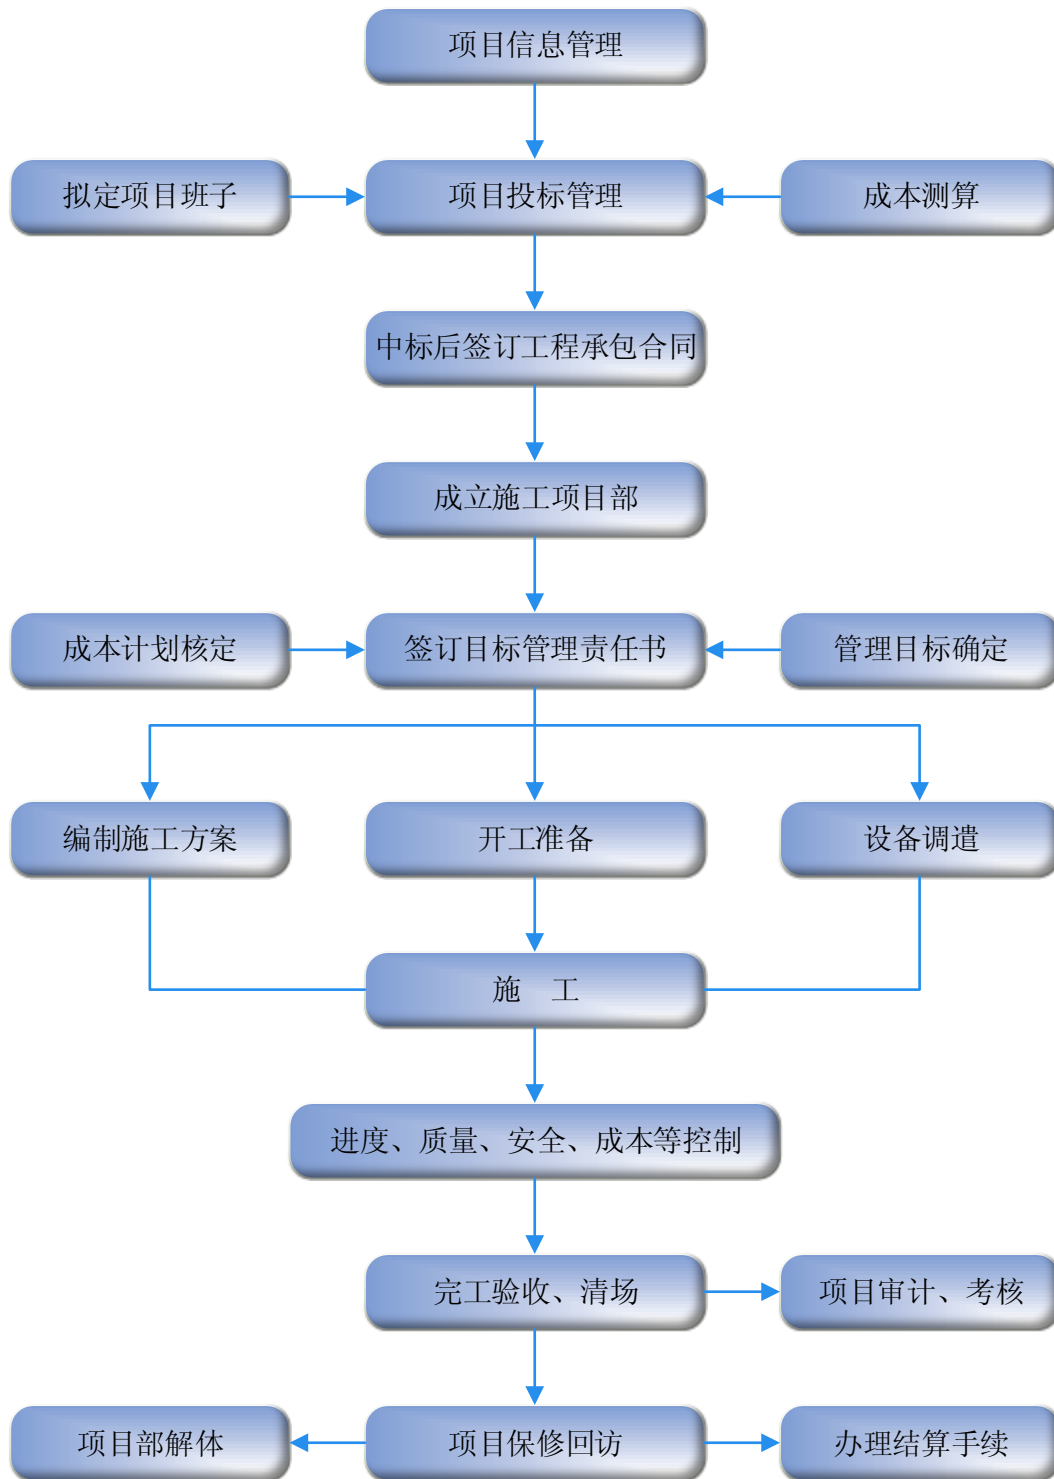 项目信息管理
拟定项目班子
项目投标管理
成本测算
中标后签订工程承包合同
成立施工项目部
成本计划核定
签订目标管理责任书
管理目标确定
编制施工方案
开工准备
设备调遣
施　工
进度、质量、安全、成本等控制
完工验收、清场
项目审计、考核
项目部解体
项目保修回访
办理结算手续